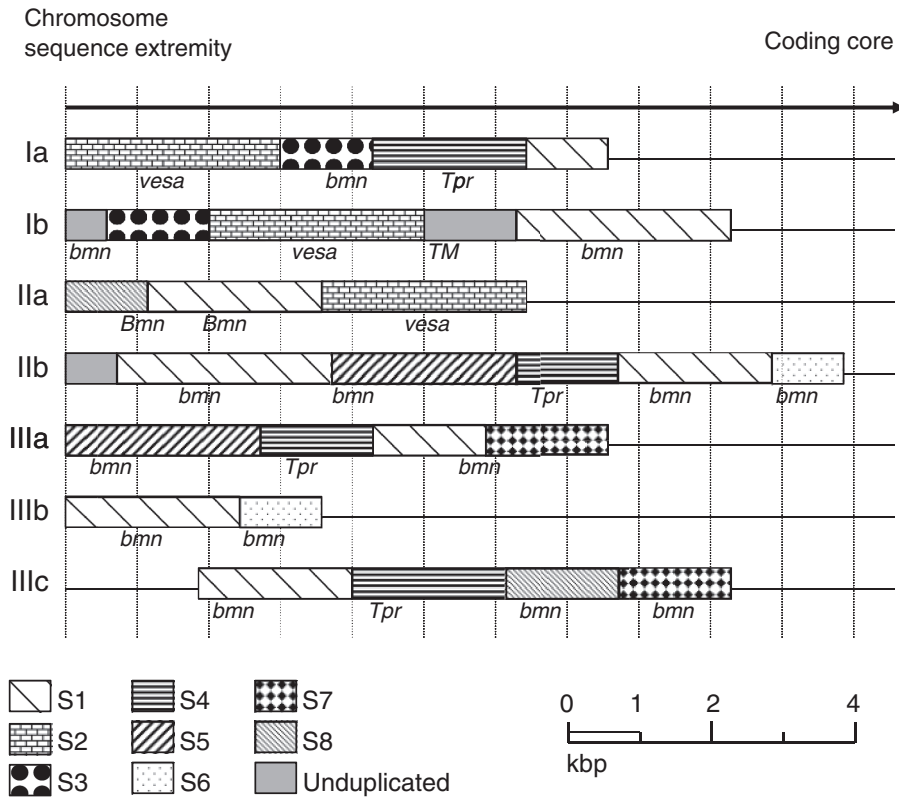 Chromosome
sequence extremity
Coding core
Ia
vesa bmn Tpr
Ib
bmn vesa TM bmn
IIa
Bmn Bmn vesa
IIb
bmn bmn Tpr bmn bmn
IIIa
bmn Tpr bmn
IIIb
bmn bmn
IIIc
bmn Tpr bmn bmn
S1 S4 S7
S2 S5 S8
S3 S6 Unduplicated
0 1 2 4
kbp